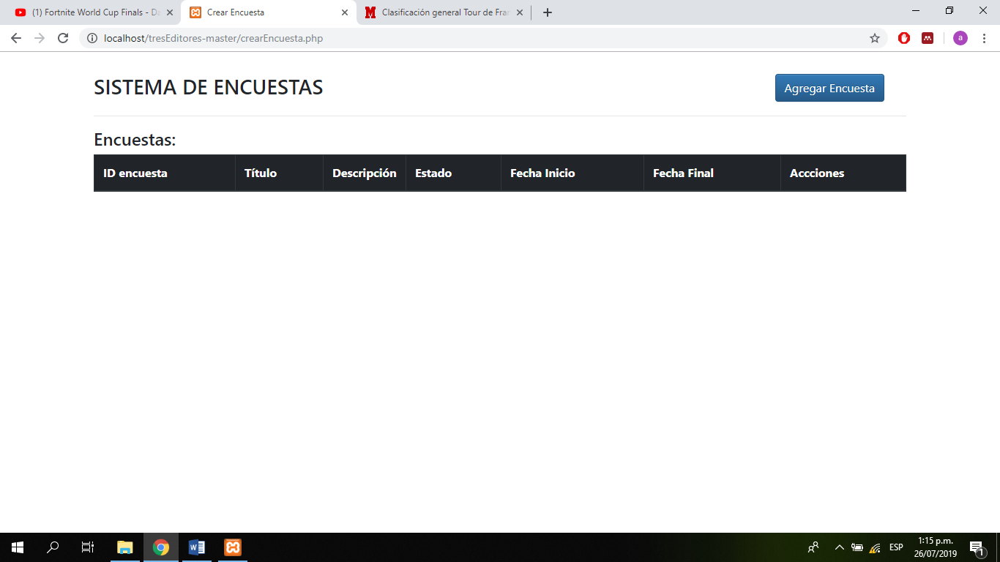 (1) Fortnite World Cup Finals - Da
Crear Encuesta
Clasificación general Tour de Fran
localhost/tresEditores-master/crearEncuesta.php
a
SISTEMA DE ENCUESTAS
Agregar Encuesta
Encuestas:
ID encuesta Título Descripción Estado Fecha Inicio Fecha Final Accciones
ESP
1:15 p.m.
26/07/2019
1